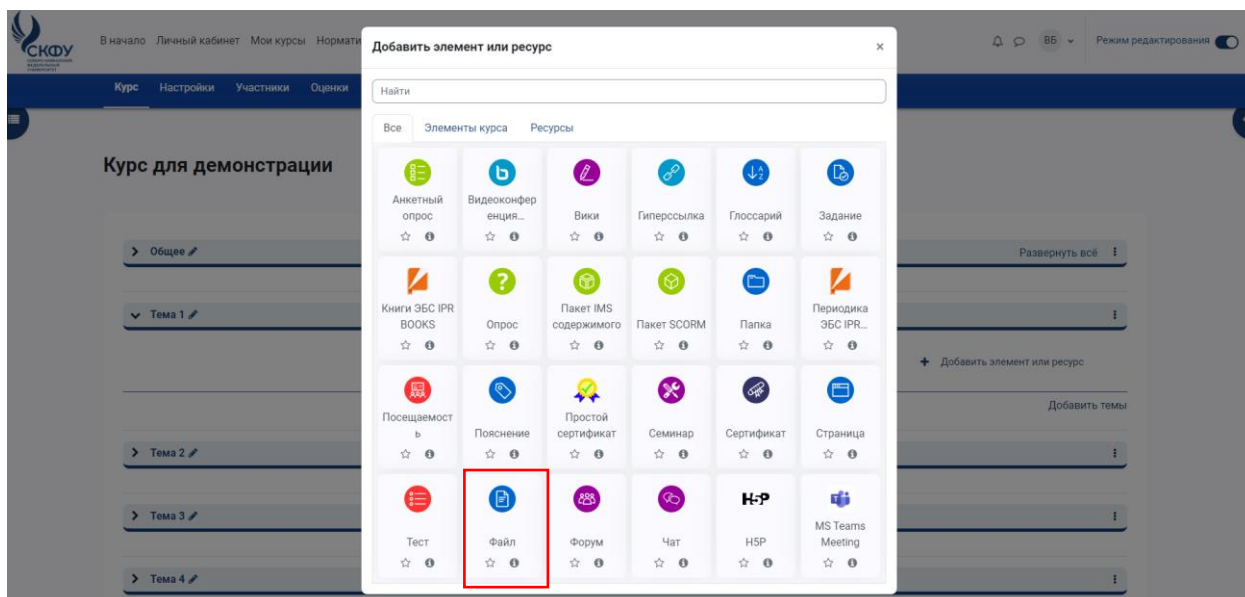 СКФУ
В начало Личный кабинет Мои курсы Нормати
ВБ
Режим редактирования
Курс Настройки Участники Оценки
Добавить элемент или ресурс
×
Найти
Все Элементы курса Ресурсы
Курс для демонстрации
Анкетный
опрос
Видеоконфер
енция...
Вики
Гиперссылка
Глоссарий
Задание
Общее
Развернуть всё
Книги ЭБС IPR
BOOKS
Опрос
Пакет IMS
содержимого
Пакет SCORM
Папка
Периодика
ЭБС IPR...
Тема 1
+ Добавить элемент или ресурс
Посещаемост
ь
Пояснение
Простой
сертификат
Семинар
Сертификат
Страница
Добавить темы
Тема 2
Тест
Файл
Форум
Чат
H5P
H5P
MS Teams
Meeting
Тема 3
Тема 4